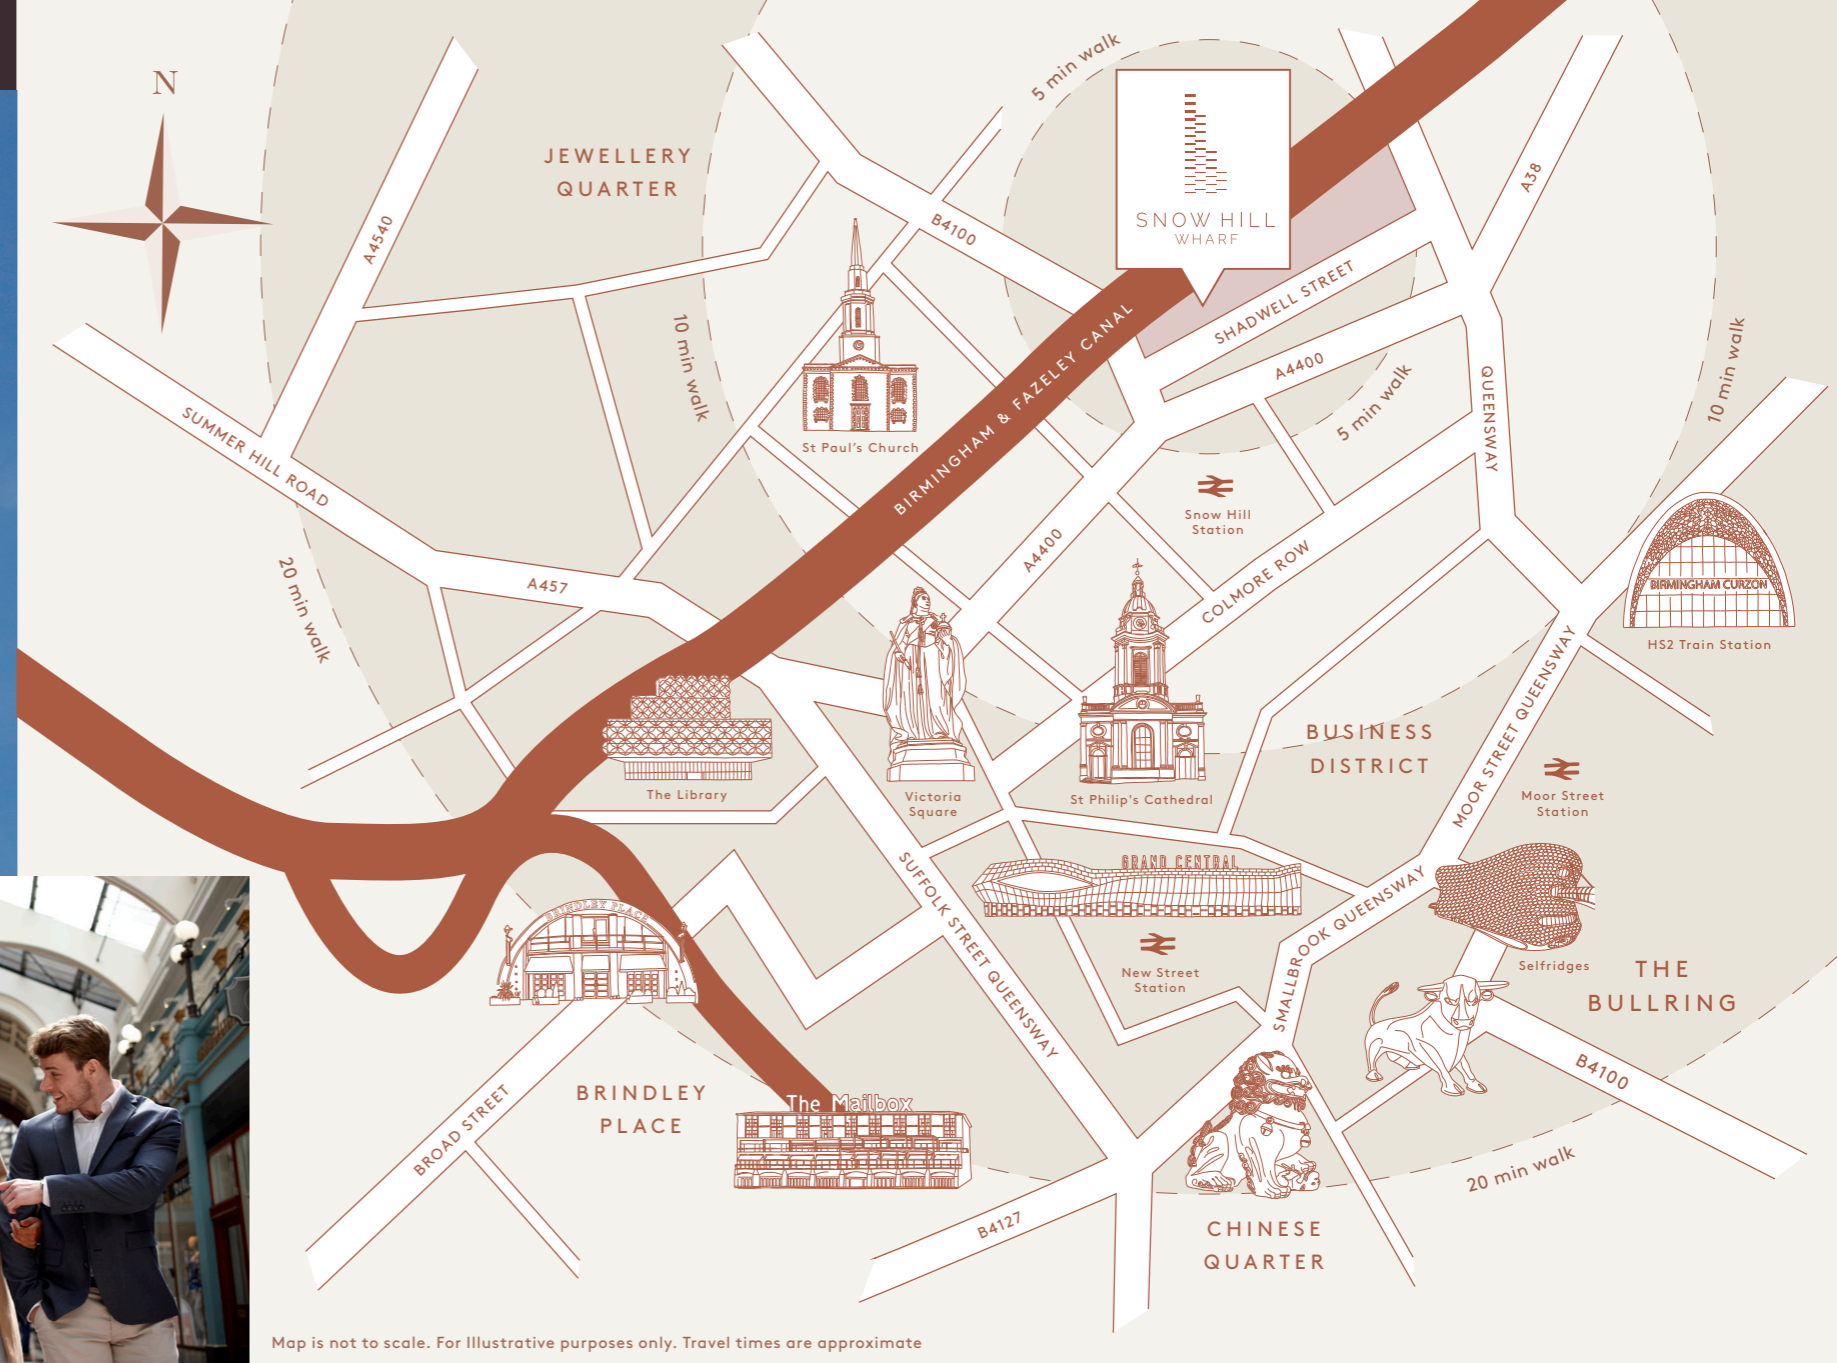 N
5 min walk
JEWELLERY
QUARTER
A4540
B4100
SNOW HILL
WHARF
A38
SHADWELL STREET
A4400
5 min walk
QUEENSWAY
10 min walk
10 min walk
BIRMINGHAM & FAZELEY CANAL
St Paul's Church
SUMMER HILL ROAD
Snow Hill
Station
A4400
COLMORE ROW
A457
20 min walk
BIRMINGHAM CURZON
HS2 Train Station
MOOR STREET QUEENSWAY
BUSINESS
DISTRICT
The Library
Victoria
Square
St Philip's Cathedral
Moor Street
Station
GRAND CENTRAL
SUFFOLK STREET QUEENSWAY
SMALLBROOK QUEENSWAY
BRINDLEY PLACE
New Street
Station
Selfridges
THE
BULLRING
B4100
BROAD STREET
BRINDLEY
PLACE
The Mailbox
20 min walk
B4127
CHINESE
QUARTER
Map is not to scale. For Illustrative purposes only. Travel times are approximate